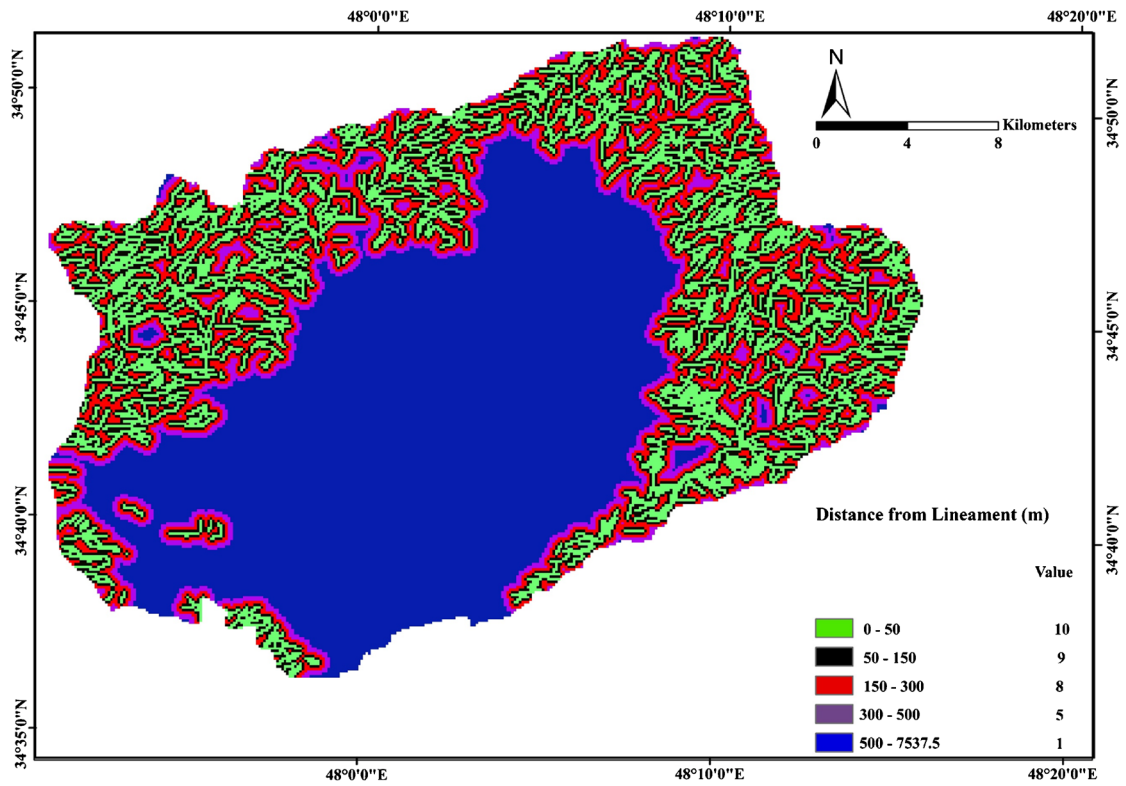 48°0'0"E 48°10'0"E 48°20'0"E
N
Kilometers
0 4 8
34°50'0"N
34°45'0"N
34°40'0"N
34°35'0"N
34°50'0"N
34°45'0"N
34°40'0"N
Distance from Lineament (m)
Value
0 - 50 10
50 - 150 9
150 - 300 8
300 - 500 5
500 - 7537.5 1
48°0'0"E 48°10'0"E 48°20'0"E